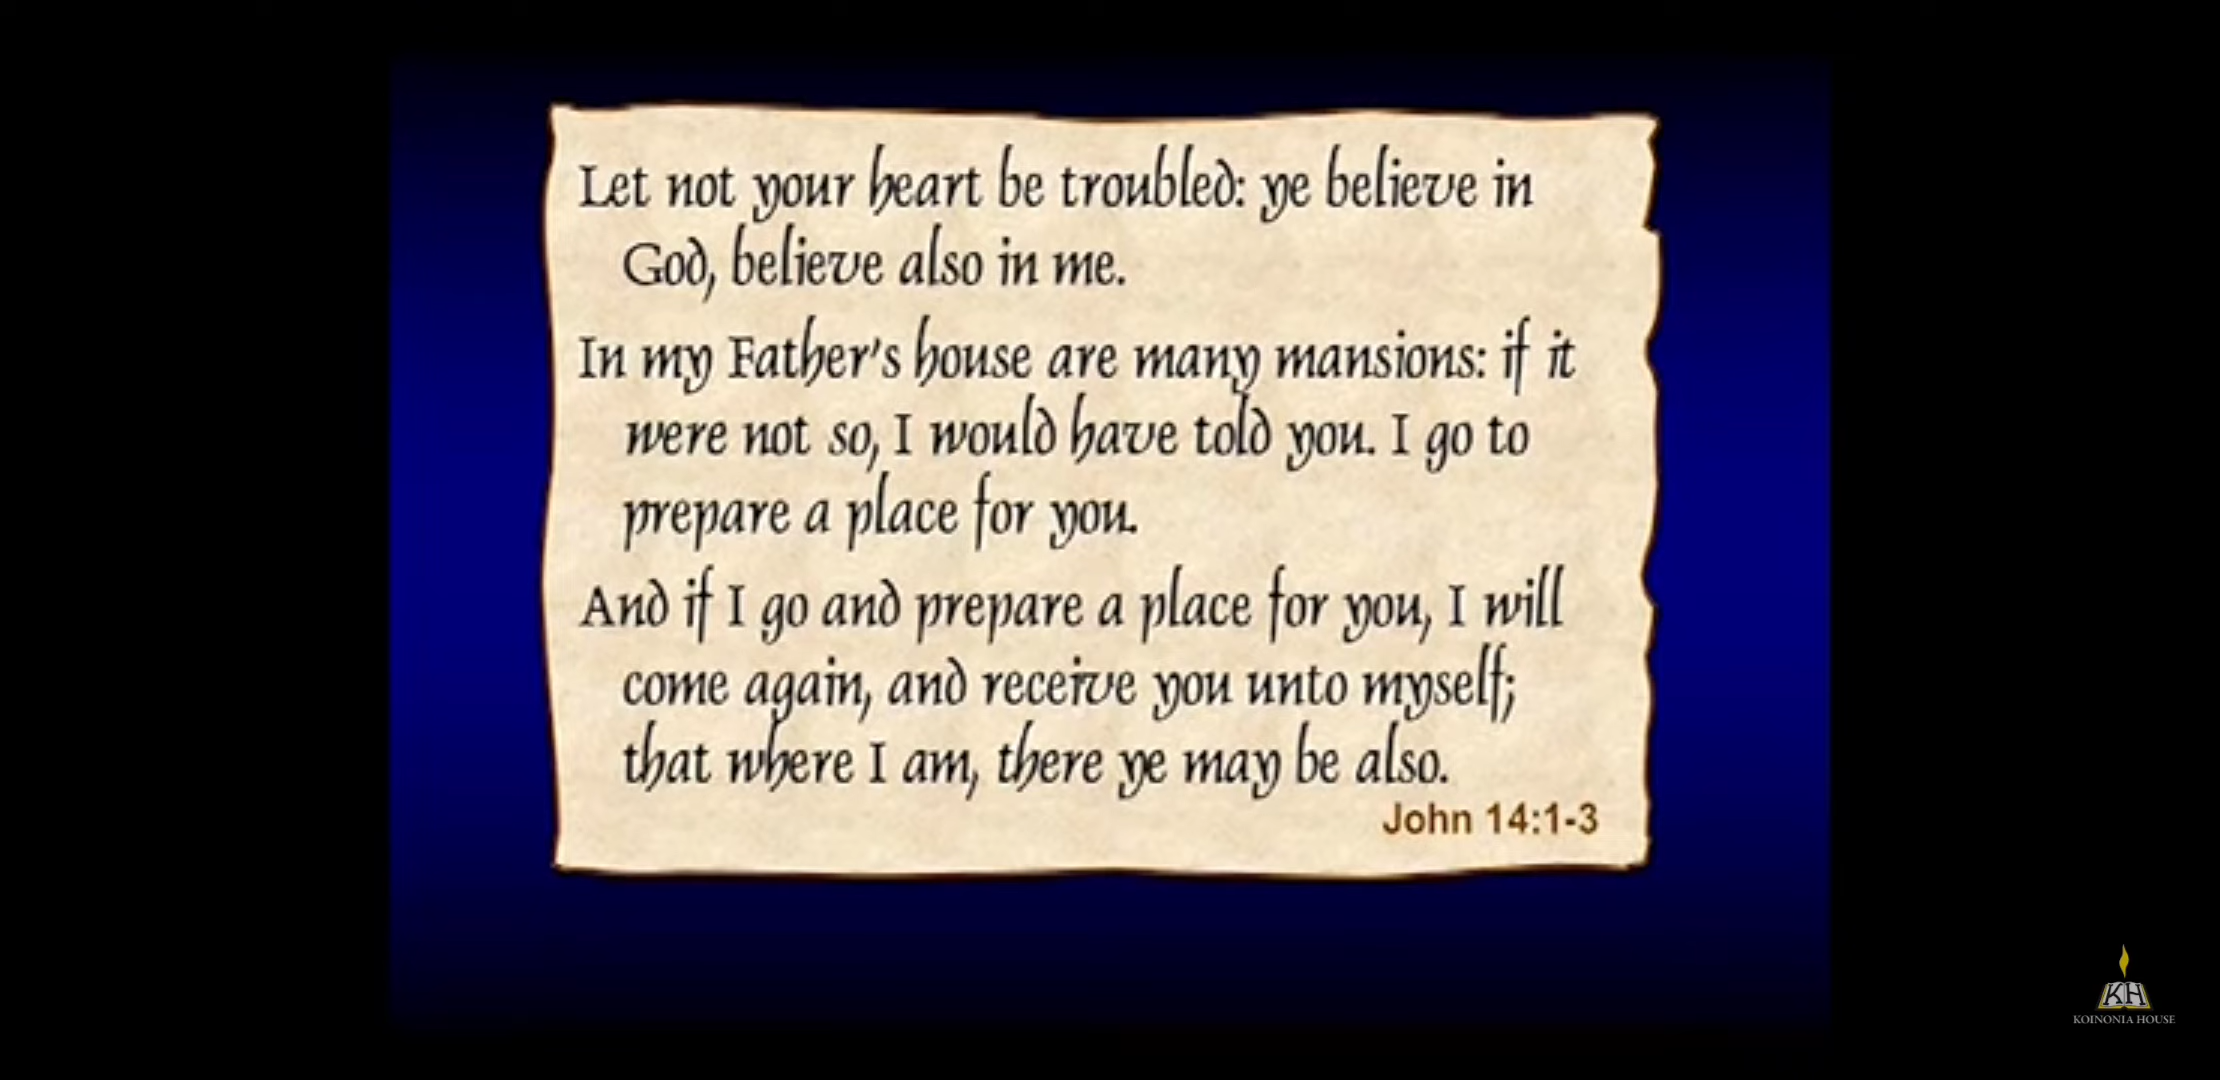 Let not your heart be troubled: ye believe in
God, believe also in me.
In my Father's house are many mansions: if it
were not so, I would have told you. I go to
prepare a place for you.
And if I go and prepare a place for you, I will
come again, and receive you unto myself;
that where I am, there ye may be also.
John 14:1-3
KH
KOINONIA HOUSE